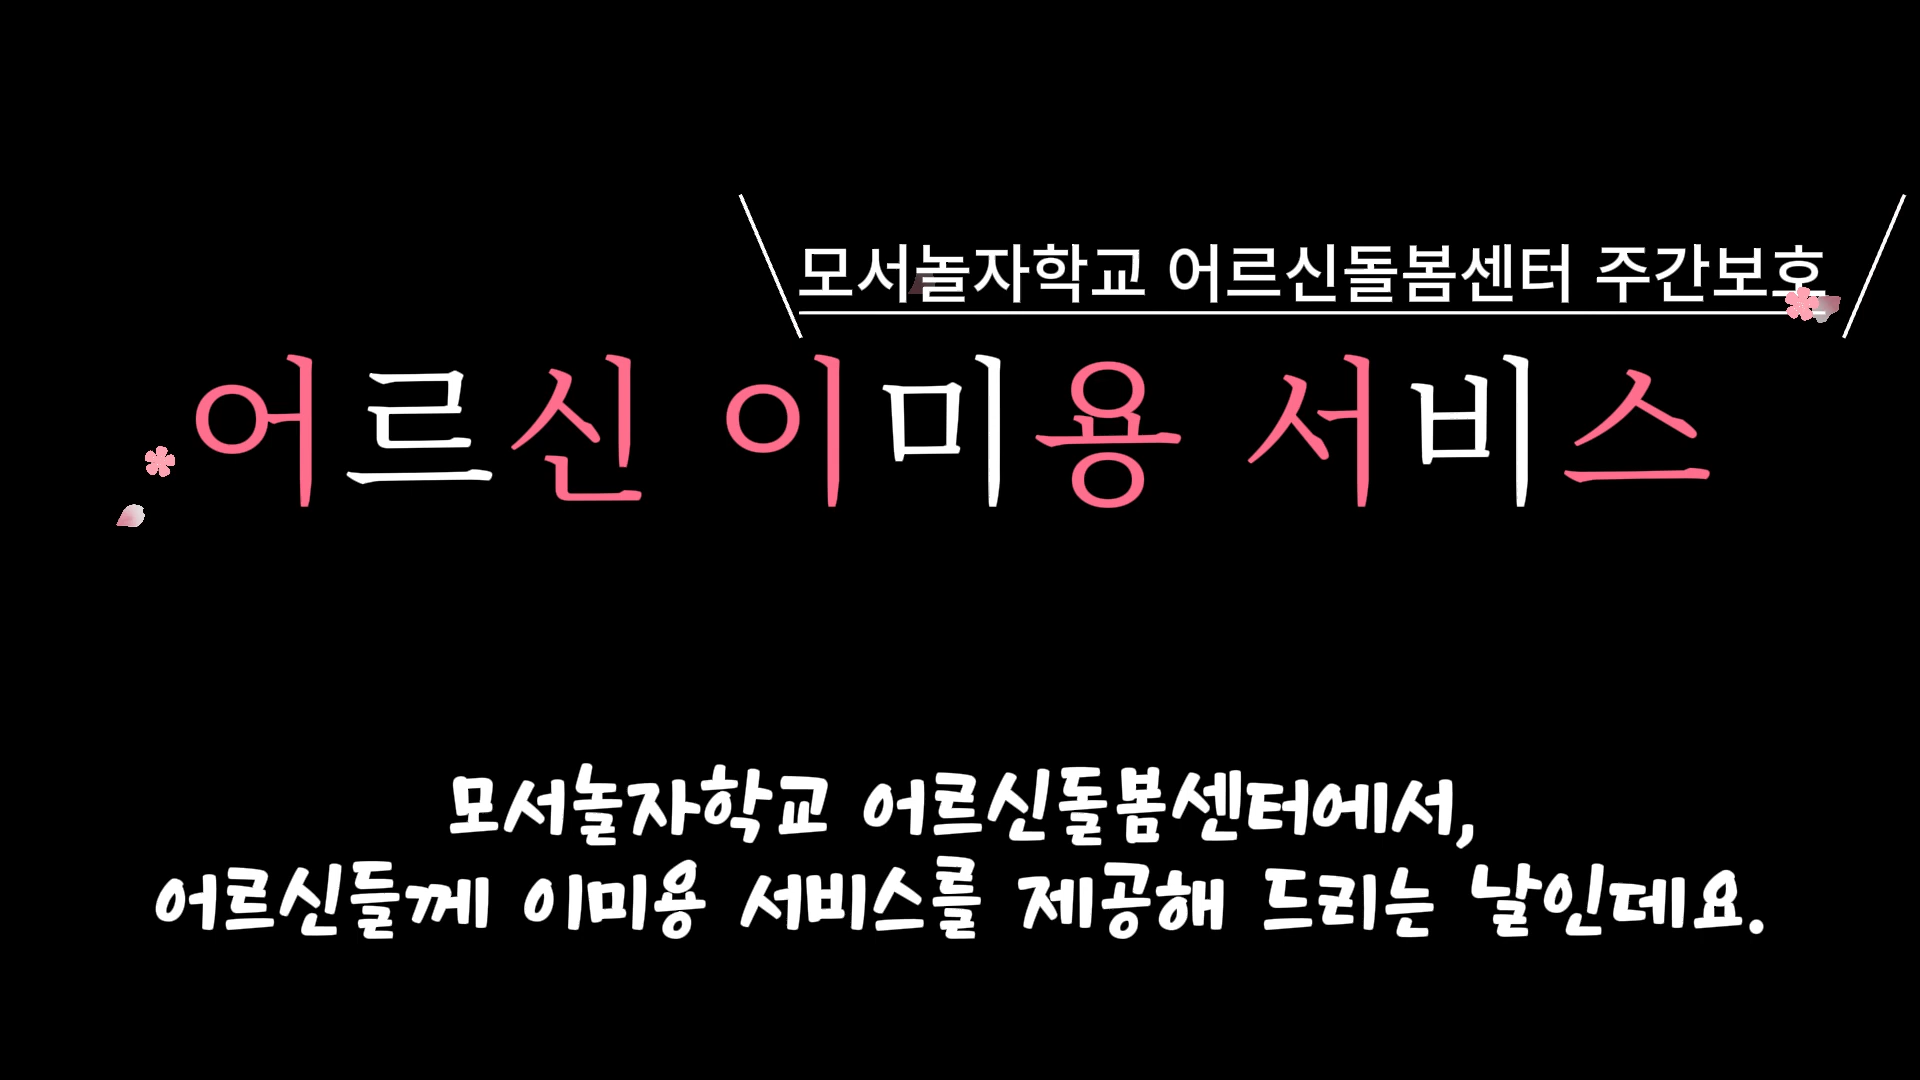 모서놀자학교 어르신돌봄센터 주간보호
어르신 이미용 서비스
모서놀자학교 어르신돌봄센터에서,
어르신들께 이미용 서비스를 제공해 드리는 날인데요.